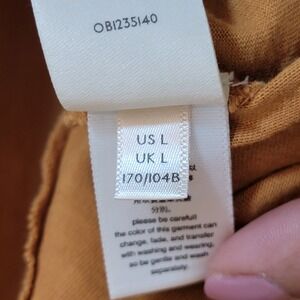 OB1235140
US L
UK L
170/104B
please be careful!
the color of this garment can
change, fade, and transfer
with washing and wearing,
so be gentle and wash
separately.